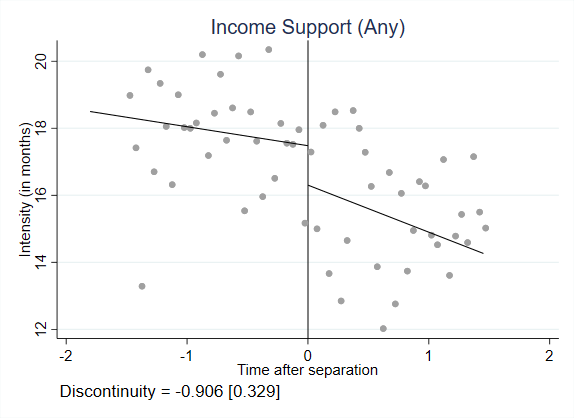 Income Support (Any)
Intensity (in months)
20
18
16
14
12
-2 -1 0 1 2
Time after separation
Discontinuity = -0.906 [0.329]